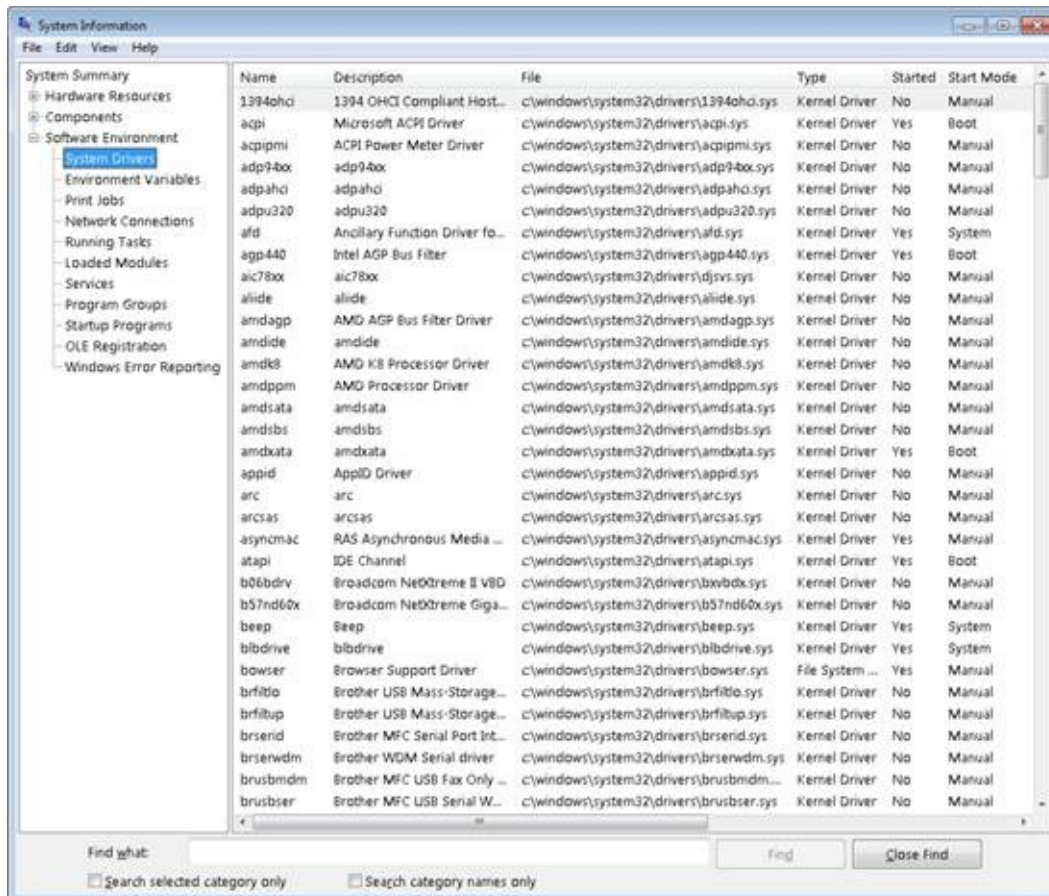 System Information
File Edit View Help
System Summary
Hardware Resources
Components
Software Environment
System Drivers
Environment Variables
Print Jobs
Network Connections
Running Tasks
Loaded Modules
Services
Program Groups
Startup Programs
OLE Registration
Windows Error Reporting
Name Description File Type Started Start Mode
1394ohci 1394 OHCI Compliant Host... c:\windows\system32\drivers\1394ohci.sys Kernel Driver No Manual
acpi Microsoft ACPI Driver c:\windows\system32\drivers\acpi.sys Kernel Driver Yes Boot
acpipmi ACPI Power Meter Driver c:\windows\system32\drivers\acpipmi.sys Kernel Driver No Manual
adp94xx adp94xx c:\windows\system32\drivers\adp94xx.sys Kernel Driver No Manual
adpahci adpahci c:\windows\system32\drivers\adpahci.sys Kernel Driver No Manual
adpu320 adpu320 c:\windows\system32\drivers\adpu320.sys Kernel Driver No Manual
afd Ancillary Function Driver fo... c:\windows\system32\drivers\afd.sys Kernel Driver Yes System
agp440 Intel AGP Bus Filter c:\windows\system32\drivers\agp440.sys Kernel Driver Yes Boot
aic78xx aic78xx c:\windows\system32\drivers\djsvs.sys Kernel Driver No Manual
aliide aliide c:\windows\system32\drivers\aliide.sys Kernel Driver No Manual
amdagp AMD AGP Bus Filter Driver c:\windows\system32\drivers\amdagp.sys Kernel Driver No Manual
amdide amdide c:\windows\system32\drivers\amdide.sys Kernel Driver No Manual
amdk8 AMD K8 Processor Driver c:\windows\system32\drivers\amdk8.sys Kernel Driver No Manual
amdppm AMD Processor Driver c:\windows\system32\drivers\amdppm.sys Kernel Driver No Manual
amdsata amdsata c:\windows\system32\drivers\amdsata.sys Kernel Driver No Manual
amdsbs amdsbs c:\windows\system32\drivers\amdsbs.sys Kernel Driver No Manual
amdxata amdxata c:\windows\system32\drivers\amdxata.sys Kernel Driver Yes Boot
appid AppID Driver c:\windows\system32\drivers\appid.sys Kernel Driver No Manual
arc arc c:\windows\system32\drivers\arc.sys Kernel Driver No Manual
arcsas arcsas c:\windows\system32\drivers\arcsas.sys Kernel Driver No Manual
asyncmac RAS Asynchronous Media ... c:\windows\system32\drivers\asyncmac.sys Kernel Driver Yes Manual
atapi IDE Channel c:\windows\system32\drivers\atapi.sys Kernel Driver Yes Boot
b06bdrv Broadcom NetXtreme II VBD c:\windows\system32\drivers\bxvbdx.sys Kernel Driver No Manual
b57nd60x Broadcom NetXtreme Giga... c:\windows\system32\drivers\b57nd60x.sys Kernel Driver No Manual
beep Beep c:\windows\system32\drivers\beep.sys Kernel Driver Yes System
blbdrive blbdrive c:\windows\system32\drivers\blbdrive.sys Kernel Driver Yes System
bowser Browser Support Driver c:\windows\system32\drivers\bowser.sys File System ... Yes Manual
brfiltlo Brother USB Mass-Storage... c:\windows\system32\drivers\brfiltlo.sys Kernel Driver No Manual
brfiltup Brother USB Mass-Storage... c:\windows\system32\drivers\brfiltup.sys Kernel Driver No Manual
brserid Brother MFC Serial Port Int... c:\windows\system32\drivers\brserid.sys Kernel Driver No Manual
brserwdm Brother WDM Serial driver c:\windows\system32\drivers\brserwdm.sys Kernel Driver No Manual
brusbmdm Brother MFC USB Fax Only ... c:\windows\system32\drivers\brusbmdm.... Kernel Driver No Manual
brusbser Brother MFC USB Serial W... c:\windows\system32\drivers\brusbser.sys Kernel Driver No Manual
Find what: Find Close Find
Search selected category only Search category names only